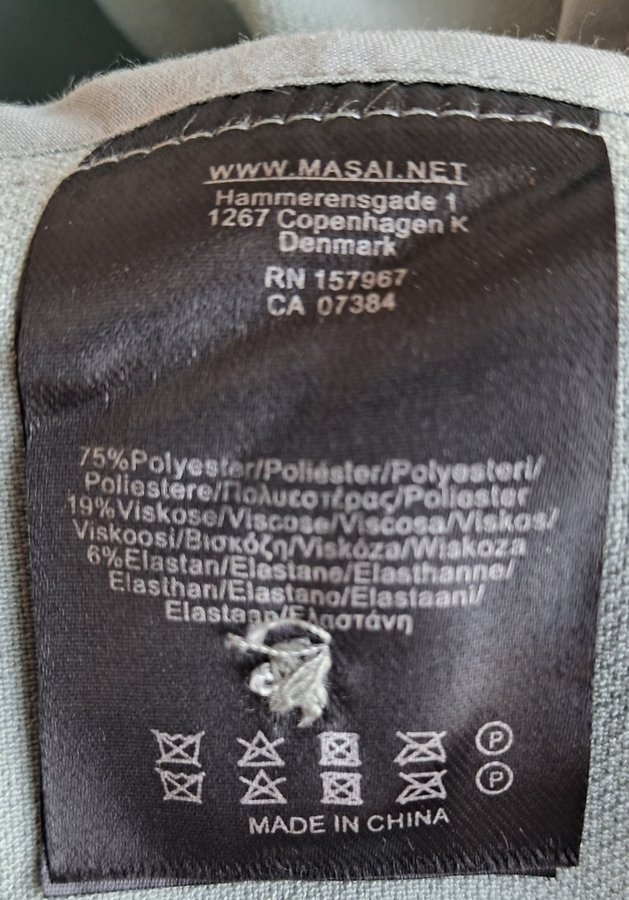 WWW.MASAI.NET
Hammerensgade 1
1267 Copenhagen K
Denmark
RN 157967
CA 07384
75%Polyester/Poliéster/Polyesteri/
Poliestere/Πολυεστέρας/Poliester
19%Viskose/Viscose/Viscosa/Viskos/
Viskoosi/Βισκόζη/Viskóza/Wiskoza
6%Elastan/Elastane/Elasthanne/
Elasthan/Elastano/Elastaani/
Elastaan/Ελαστάνη
P
P
MADE IN CHINA